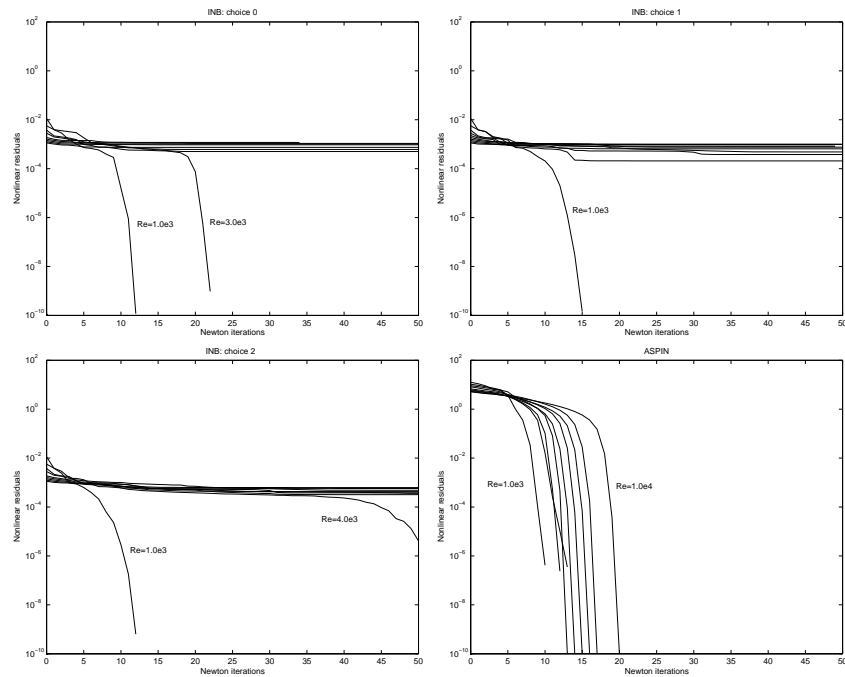 INB: choice 0
10^2
10^0
10^-2
10^-4
10^-6
10^-8
10^-10
Nonlinear residuals
Re=1.0e3
Re=3.0e3
0 5 10 15 20 25 30 35 40 45 50
Newton iterations
INB: choice 1
10^2
10^0
10^-2
10^-4
10^-6
10^-8
10^-10
Nonlinear residuals
Re=1.0e3
0 5 10 15 20 25 30 35 40 45 50
Newton iterations
INB: choice 2
10^2
10^0
10^-2
10^-4
10^-6
10^-8
10^-10
Nonlinear residuals
Re=4.0e3
Re=1.0e3
0 5 10 15 20 25 30 35 40 45 50
Newton iterations
ASPIN
10^2
10^0
10^-2
10^-4
10^-6
10^-8
10^-10
Nonlinear residuals
Re=1.0e3
Re=1.0e4
0 5 10 15 20 25 30 35 40 45 50
Newton iterations